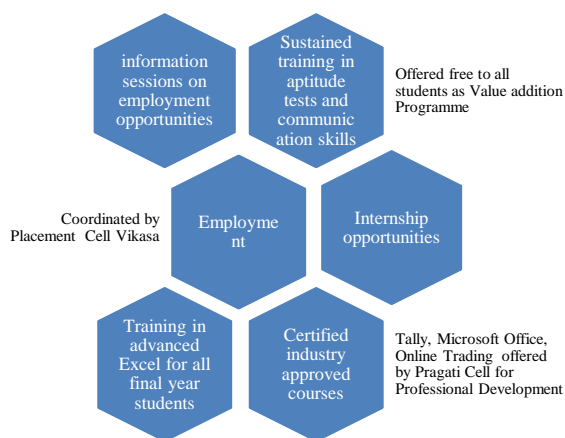 information
sessions on
employment
opportunities
Sustained
training in
aptitude
tests and
communic
ation skills
Offered free to all
students as Value addition
Programme
Coordinated by
Placement Cell Vikasa
Employme
nt
Internship
opportunities
Training in
advanced
Excel for all
final year
students
Certified
industry
approved
courses
Tally, Microsoft Office,
Online Trading offered
by Pragati Cell for
Professional Development